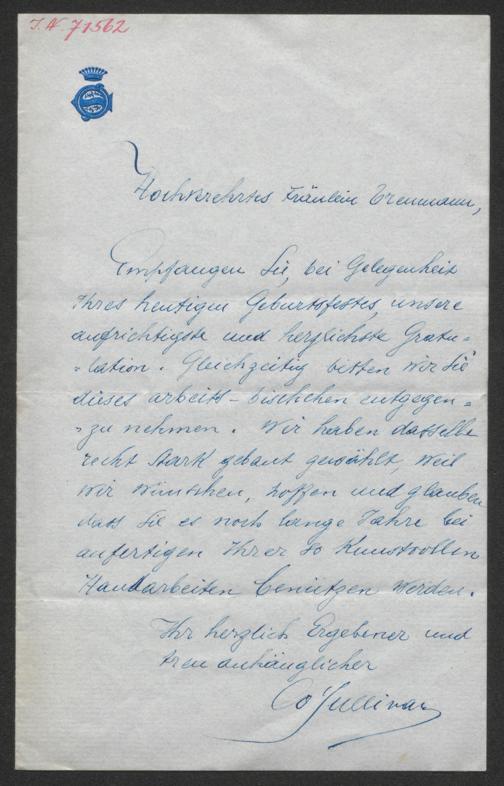 I.N. 71562
Hochverehrtes Fräulein Brennmann,
Empfangen Sie, bei Gelegenheit
Ihres heutigen Geburtsfestes, unsere
aufrichtigste und herzlichste Gratu=
=lation. Gleichzeitig bitten wir Sie
dieses arbeits-tischchen entgegen=
=zu nehmen. Wir haben dasselbe
recht stark gebaut gewählt, weil
wir wünschen, hoffen und glauben
dass Sie es noch lange Jahre bei
anfertigen Ihrer so kunstvollen
Handarbeiten benützen werden.
Ihr herzlich Ergebener und
treu anhänglicher
O'Sullivan